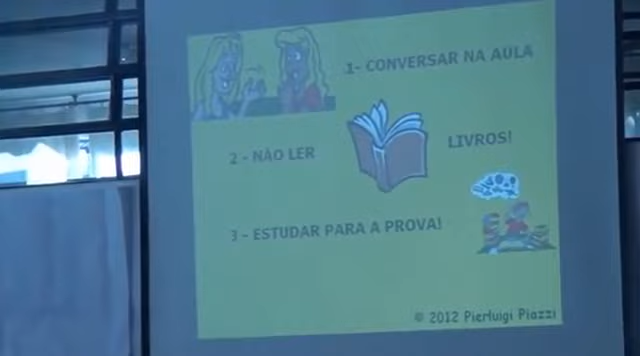 1- CONVERSAR NA AULA
2 - NÃO LER LIVROS!
3 - ESTUDAR PARA A PROVA!
© 2012 Pierluigi Piazzi